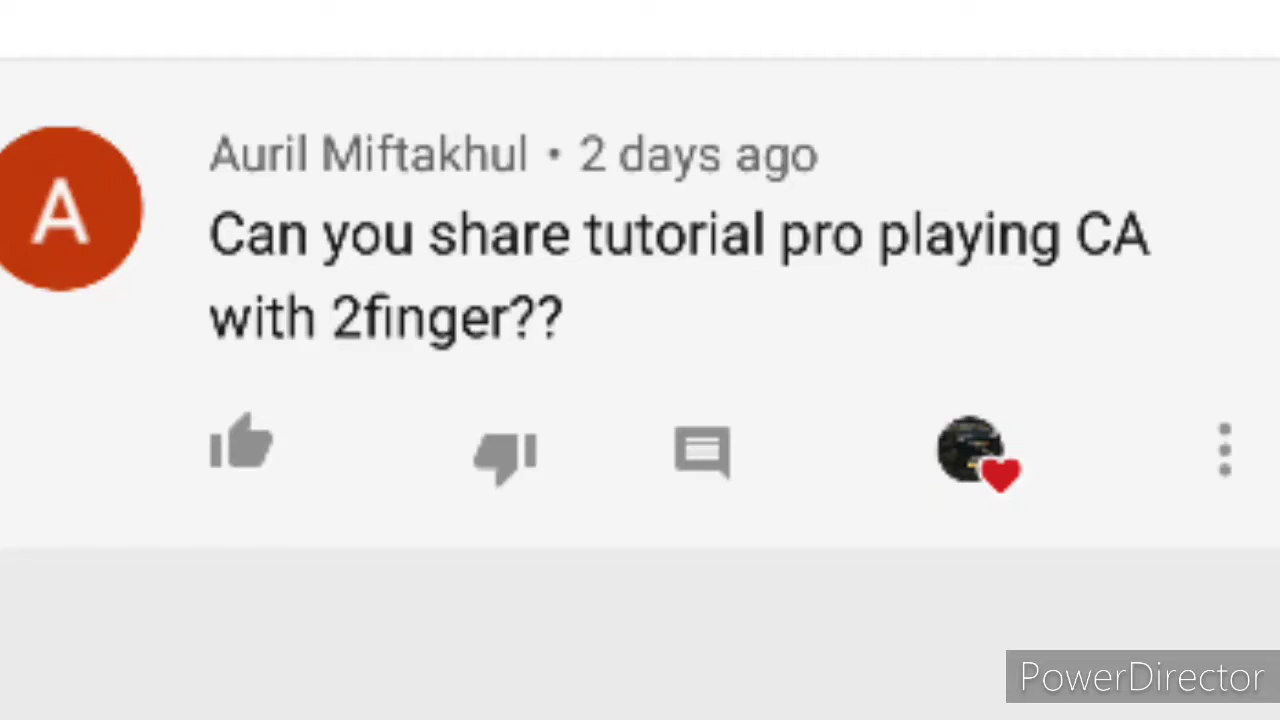 A
Auril Miftakhul • 2 days ago
Can you share tutorial pro playing CA
with 2finger??
PowerDirector